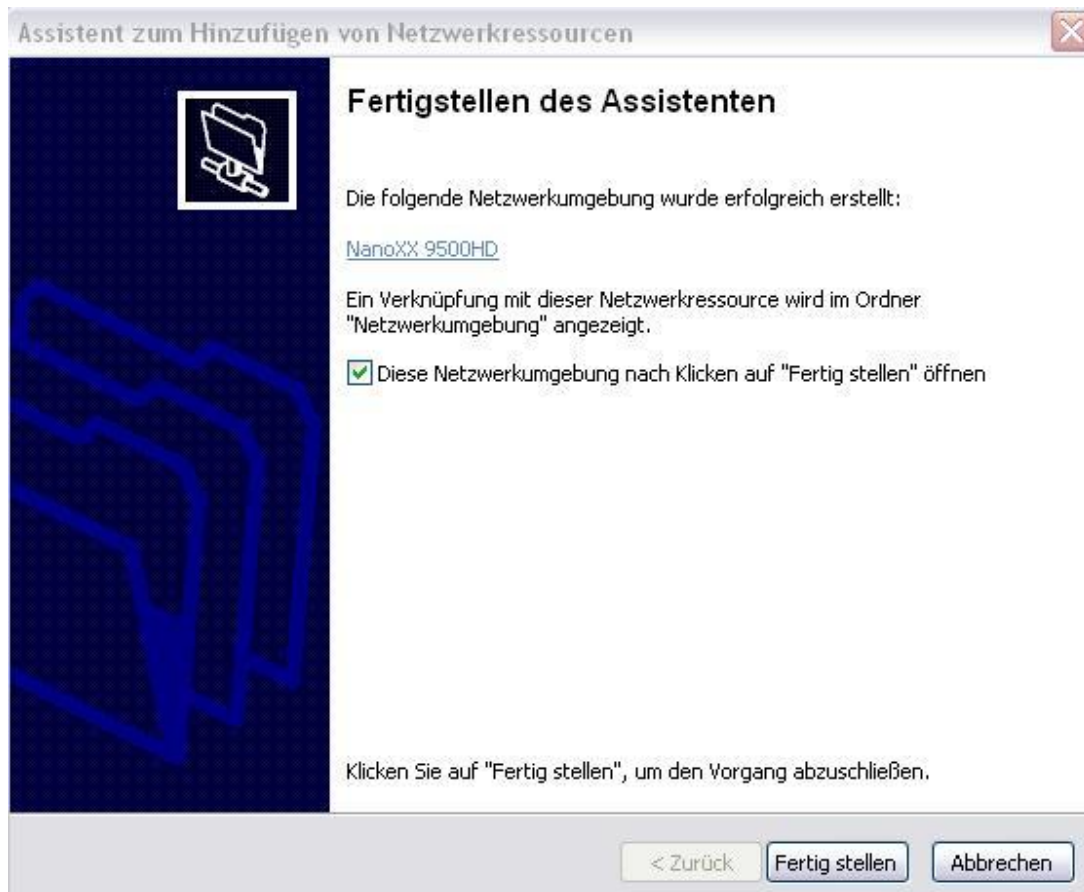 Assistent zum Hinzufügen von Netzwerkressourcen
Fertigstellen des Assistenten
Die folgende Netzwerkumgebung wurde erfolgreich erstellt:
NanoXX 9500HD
Ein Verknüpfung mit dieser Netzwerkressource wird im Ordner
"Netzwerkumgebung" angezeigt.
Diese Netzwerkumgebung nach Klicken auf "Fertig stellen" öffnen
Klicken Sie auf "Fertig stellen", um den Vorgang abzuschließen.
< Zurück Fertig stellen Abbrechen